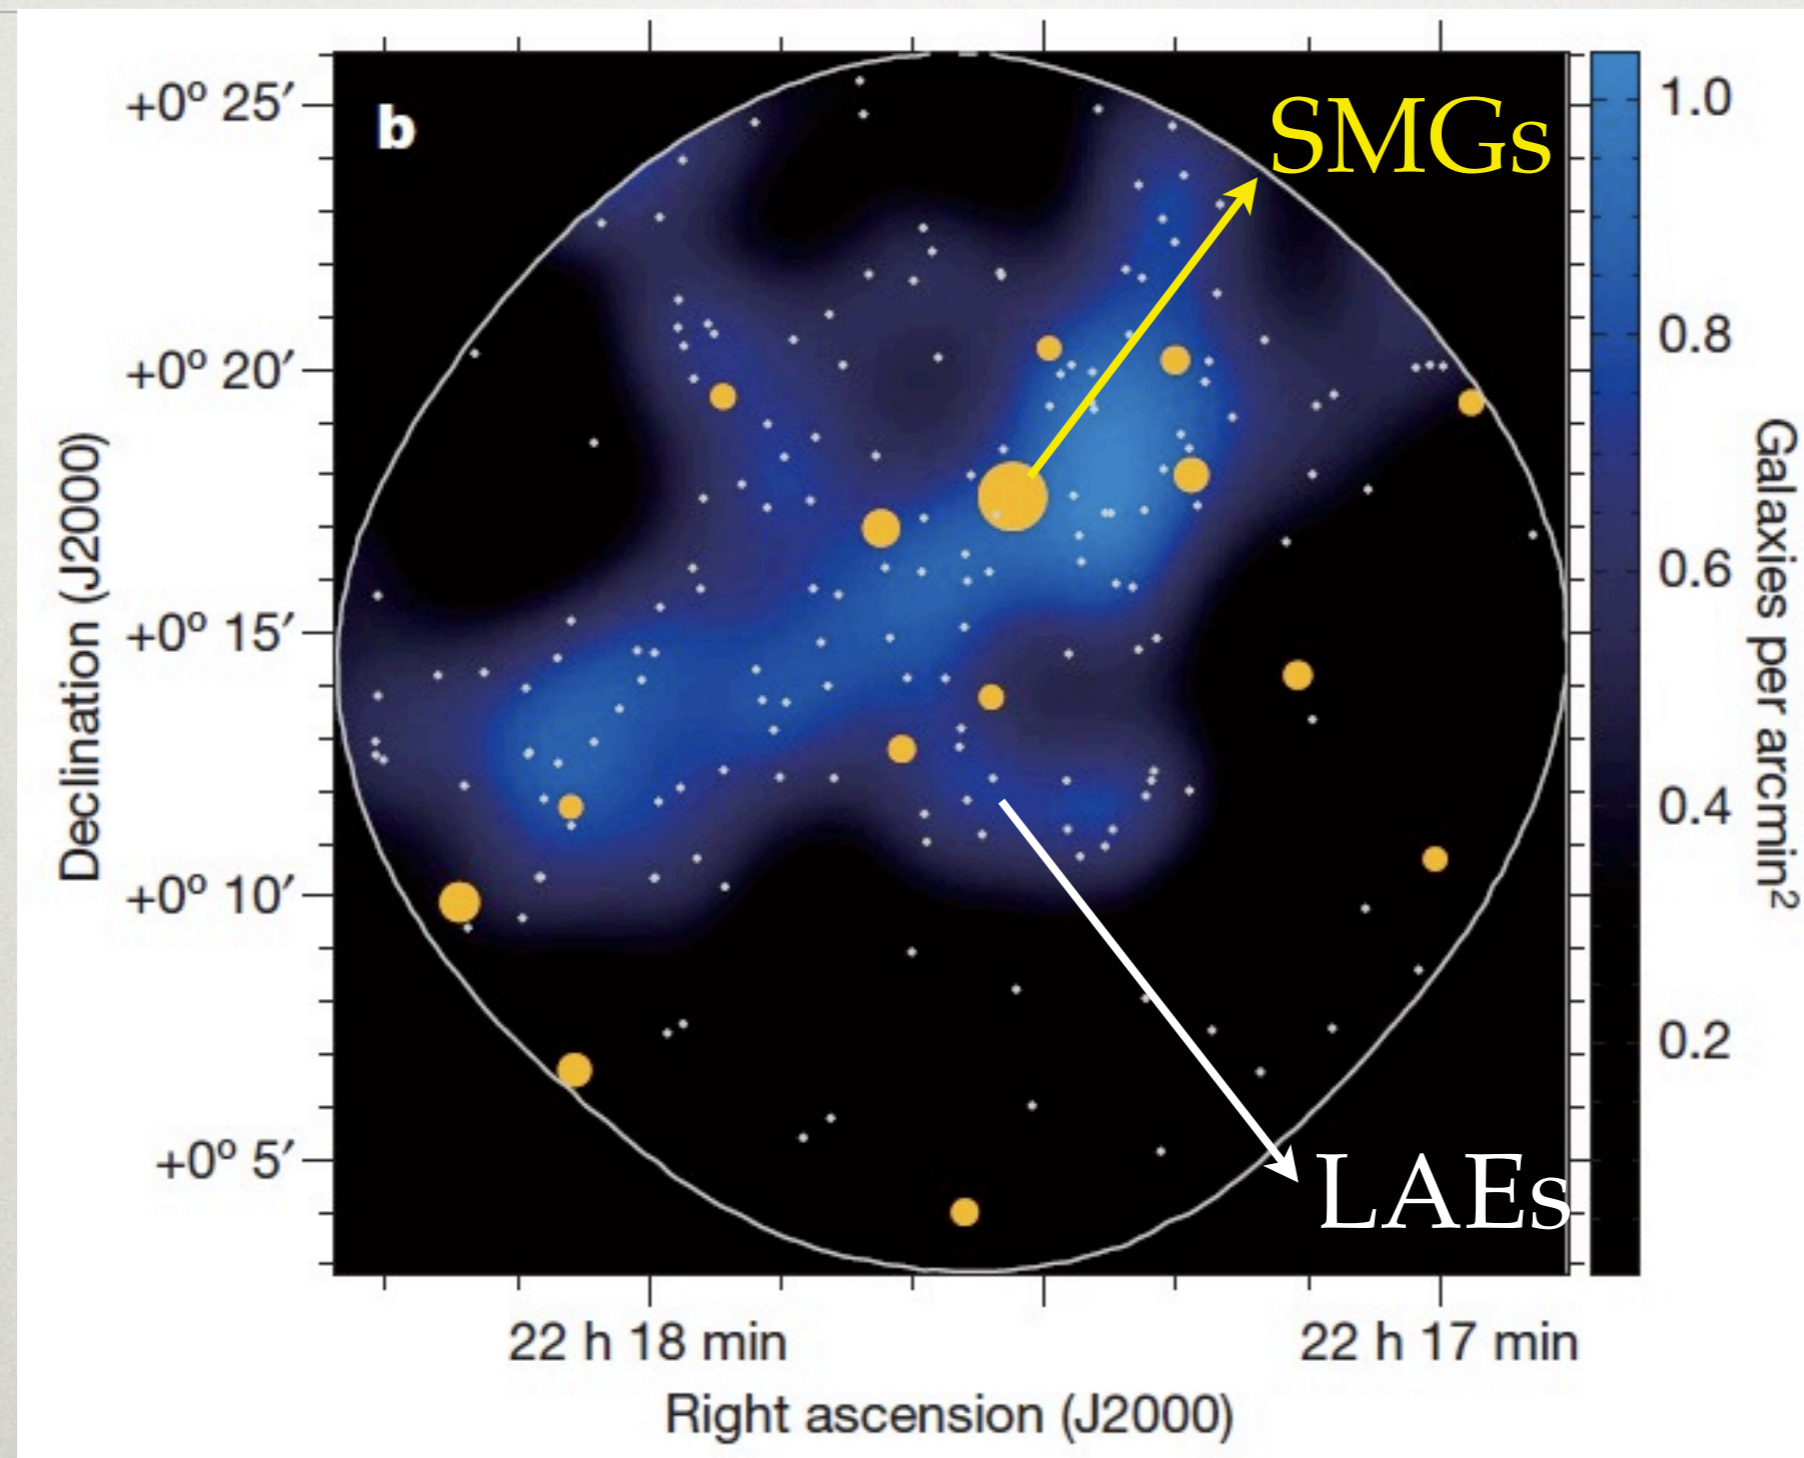 b
SMGs
LAEs
+0° 25′
+0° 20′
+0° 15′
+0° 10′
+0° 5′
Declination (J2000)
22 h 18 min
22 h 17 min
Right ascension (J2000)
1.0
0.8
0.6
0.4
0.2
Galaxies per arcmin²